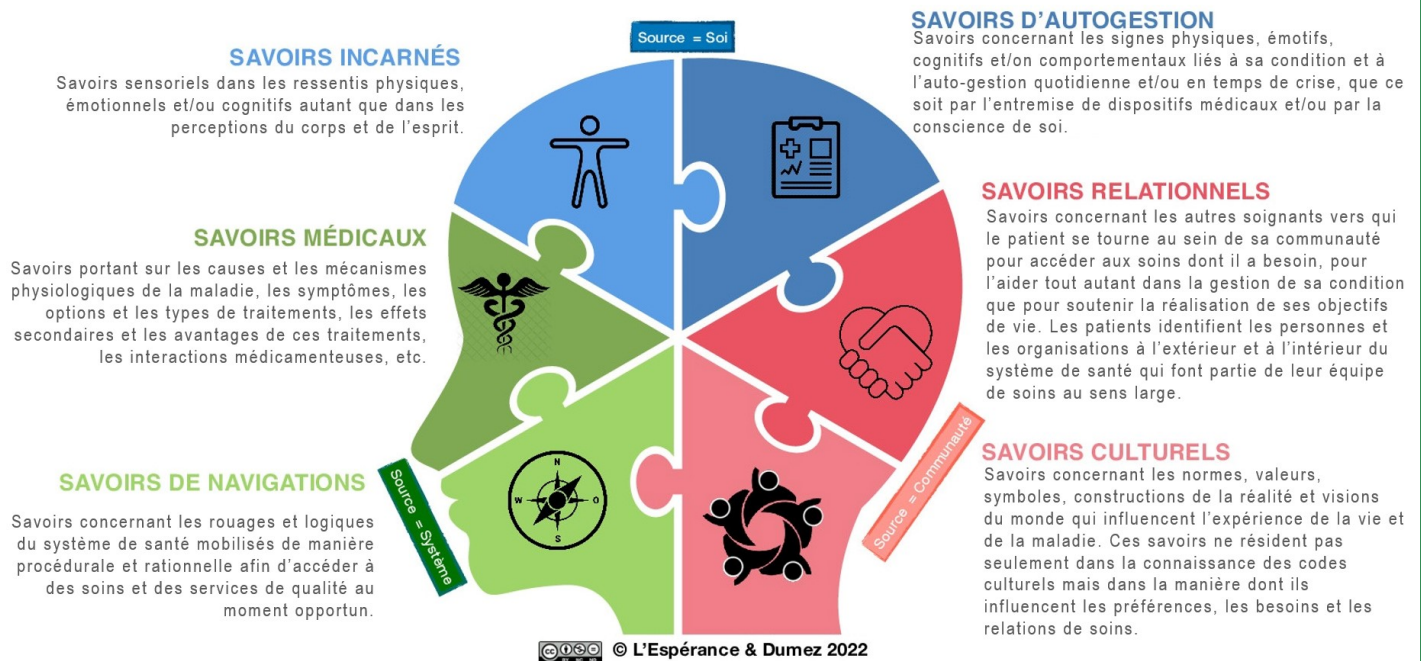 Source = Soi
SAVOIRS INCARNÉS
Savoirs sensoriels dans les ressentis physiques,
émotionnels et/ou cognitifs autant que dans les
perceptions du corps et de l'esprit.
SAVOIRS D'AUTOGESTION
Savoirs concernant les signes physiques, émotifs,
cognitifs et/on comportementaux liés à sa condition et à
l'auto-gestion quotidienne et/ou en temps de crise, que ce
soit par l'entremise de dispositifs médicaux et/ou par la
conscience de soi.
SAVOIRS MÉDICAUX
Savoirs portant sur les causes et les mécanismes
physiologiques de la maladie, les symptômes, les
options et les types de traitements, les effets
secondaires et les avantages de ces traitements,
les interactions médicamenteuses, etc.
SAVOIRS RELATIONNELS
Savoirs concernant les autres soignants vers qui
le patient se tourne au sein de sa communauté
pour accéder aux soins dont il a besoin, pour
l'aider tout autant dans la gestion de sa condition
que pour soutenir la réalisation de ses objectifs
de vie. Les patients identifient les personnes et
les organisations à l'extérieur et à l'intérieur du
système de santé qui font partie de leur équipe
de soins au sens large.
SAVOIRS DE NAVIGATIONS
Savoirs concernant les rouages et logiques
du système de santé mobilisés de manière
procédurale et rationnelle afin d'accéder à
des soins et des services de qualité au
moment opportun.
Source = Système
N
W
O
S
Source = Communauté
SAVOIRS CULTURELS
Savoirs concernant les normes, valeurs,
symboles, constructions de la réalité et visions
du monde qui influencent l'expérience de la vie et
de la maladie. Ces savoirs ne résident pas
seulement dans la connaissance des codes
culturels mais dans la manière dont ils
influencent les préférences, les besoins et les
relations de soins.
cc BY NC ND
© L'Espérance & Dumez 2022